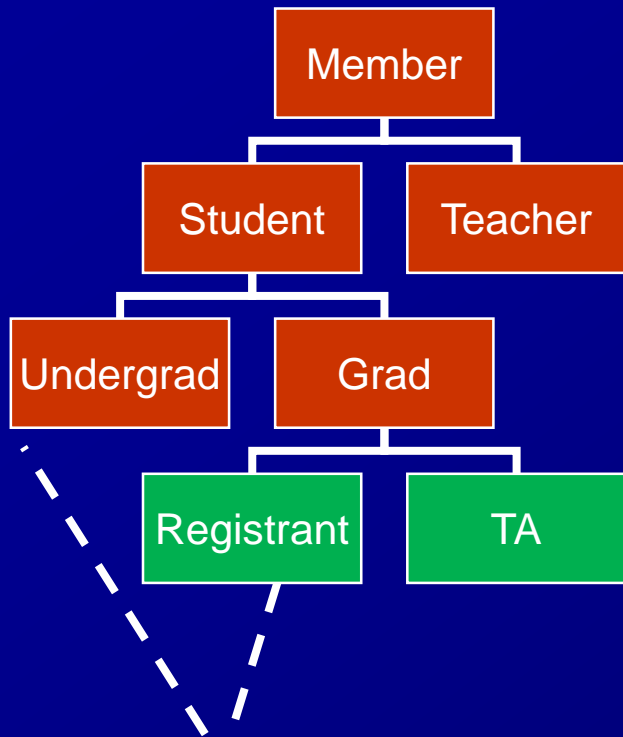 Member
Student
Teacher
Undergrad
Grad
Registrant
TA